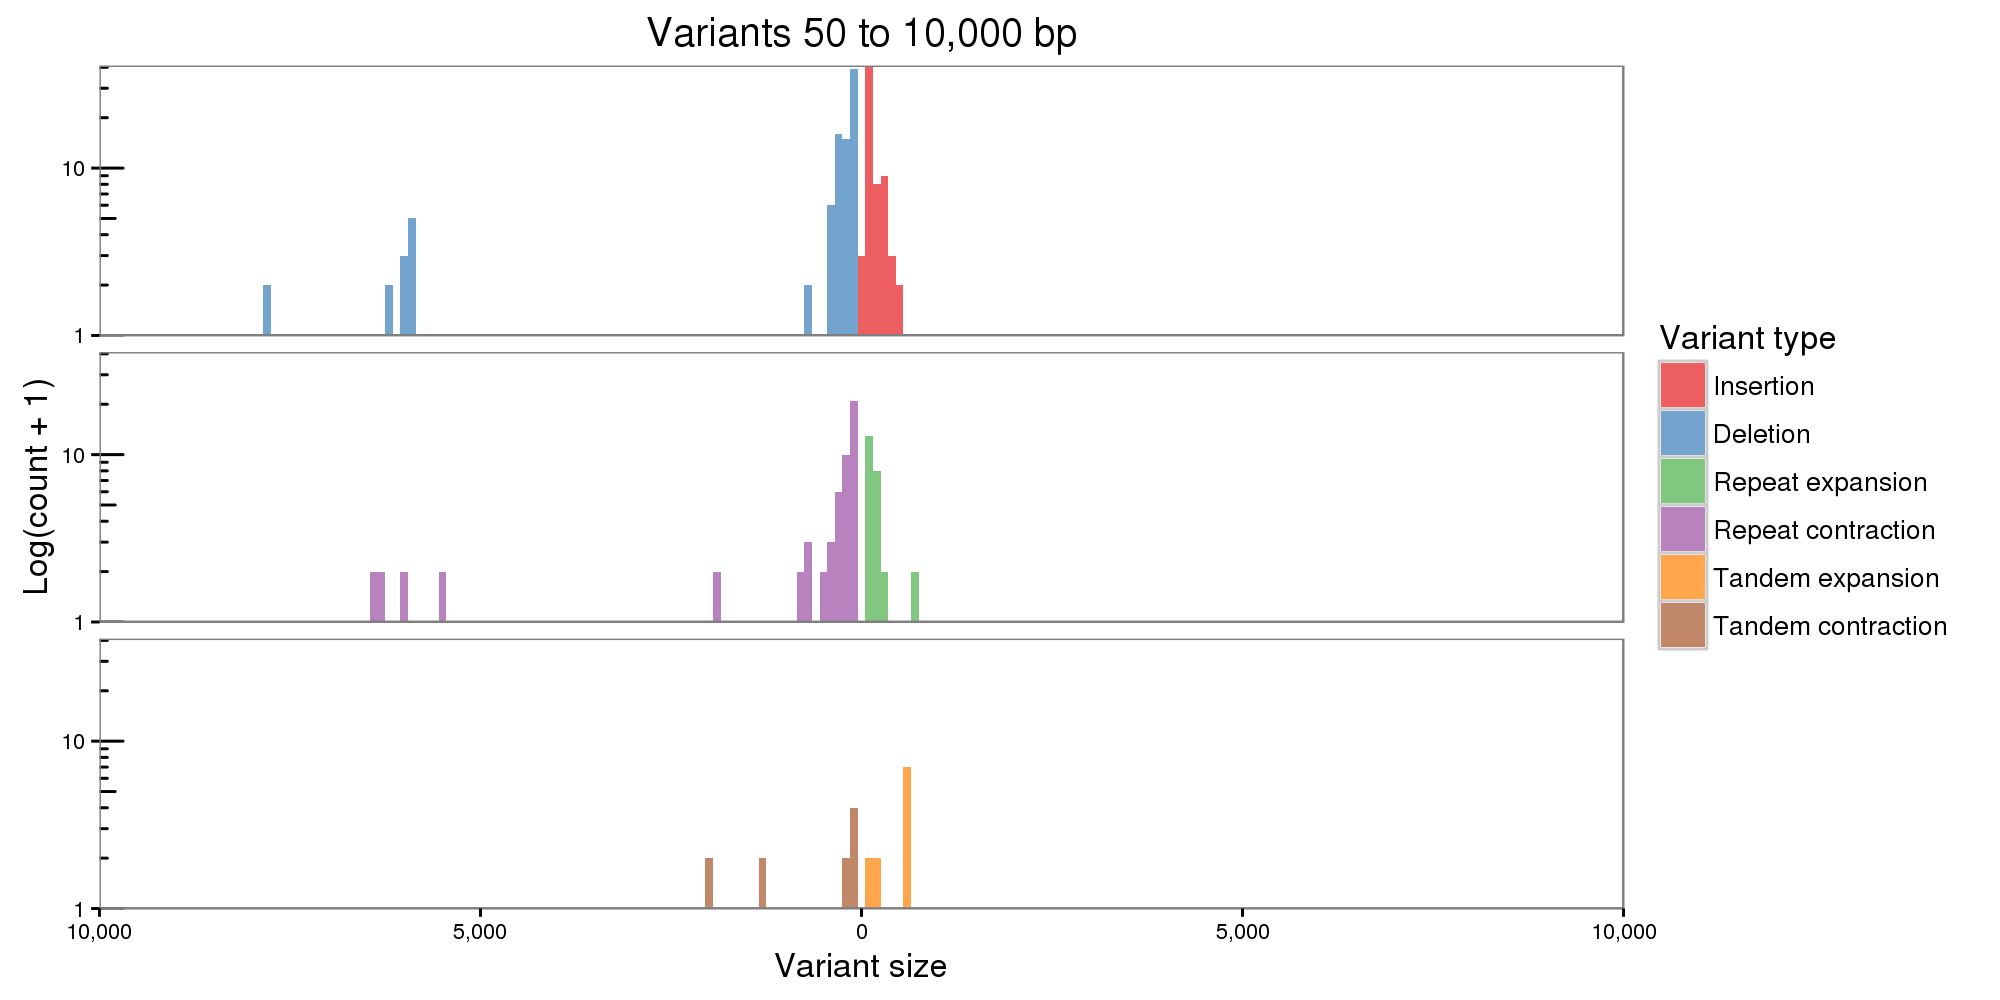 Variants 50 to 10,000 bp
10
1
10
1
10
1
Log(count + 1)
10,000
5,000
0
5,000
10,000
Variant size
Variant type
Insertion
Deletion
Repeat expansion
Repeat contraction
Tandem expansion
Tandem contraction